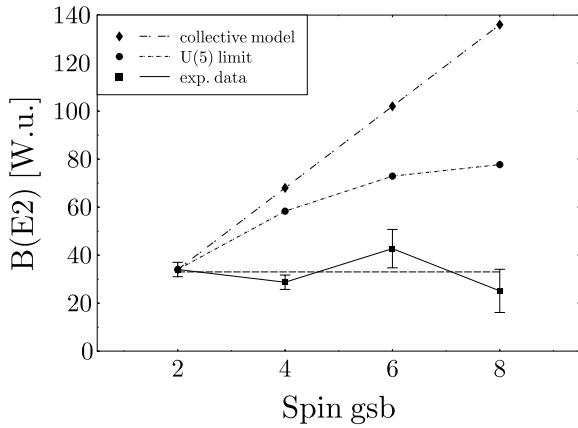 B(E2) [W.u.]
140
120
100
80
60
40
20
0
collective model
U(5) limit
exp. data
2 4 6 8
Spin gsb